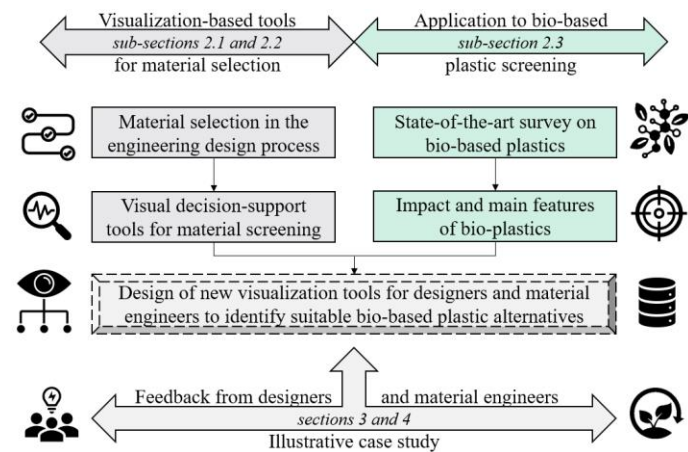 Visualization-based tools
sub-sections 2.1 and 2.2
for material selection
Application to bio-based
sub-section 2.3
plastic screening
Material selection in the
engineering design process
State-of-the-art survey on
bio-based plastics
Visual decision-support
tools for material screening
Impact and main features
of bio-plastics
Design of new visualization tools for designers and material
engineers to identify suitable bio-based plastic alternatives
Feedback from designers and material engineers
sections 3 and 4
Illustrative case study